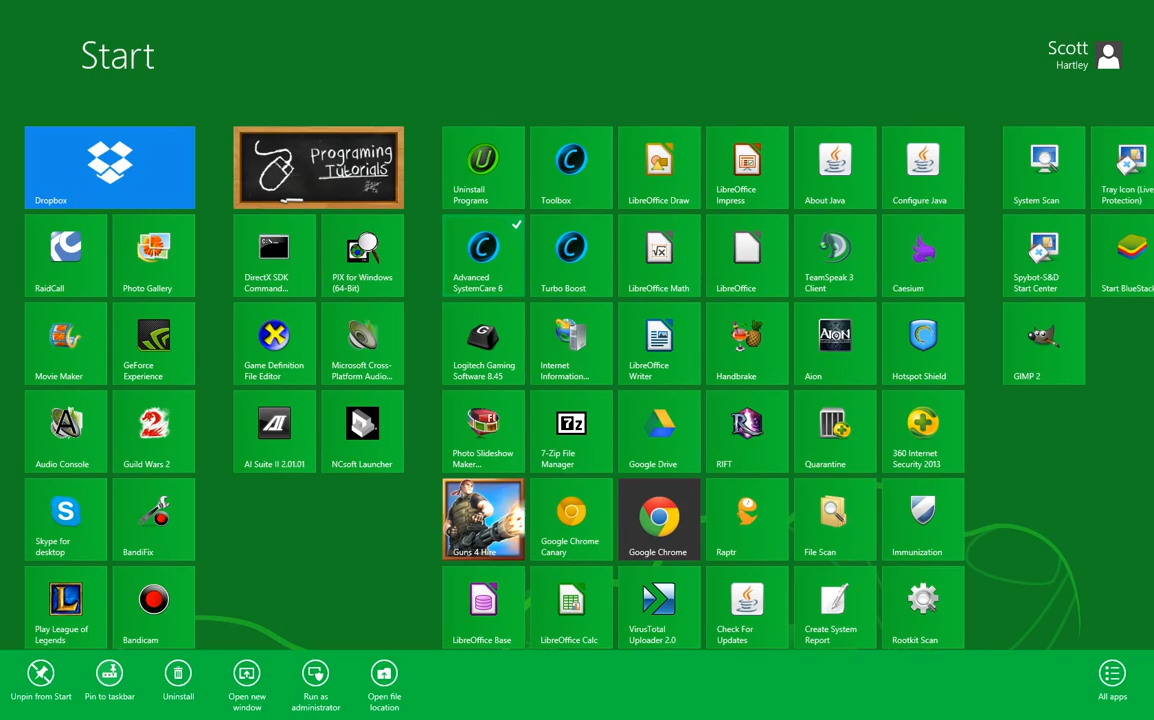 Start
Scott
Hartley
Dropbox
Programing
Tutorials
Uninstall
Programs
Toolbox
LibreOffice Draw
LibreOffice
Impress
About Java
Configure Java
System Scan
Tray Icon (Live
Protection)
RaidCall
Photo Gallery
C:\_
DirectX SDK
Command...
PIX for Windows
(64-Bit)
Advanced
SystemCare 6
Turbo Boost
LibreOffice Math
LibreOffice
TeamSpeak 3
Client
Caesium
Spybot-S&D
Start Center
Start BlueStack
Movie Maker
GeForce
Experience
Game Definition
File Editor
Microsoft Cross-
Platform Audio...
G
Logitech Gaming
Software 8.45
Internet
Information...
LibreOffice
Writer
Handbrake
AION
Aion
Hotspot Shield
GIMP 2
Audio Console
Guild Wars 2
AI Suite II 2.01.01
NCsoft Launcher
Photo Slideshow
Maker...
7z
7-Zip File
Manager
Google Drive
RIFT
Quarantine
360 Internet
Security 2013
Skype for
desktop
BandiFix
Guns 4 Hire
Google Chrome
Canary
Google Chrome
Raptr
File Scan
Immunization
Play League of
Legends
Bandicam
LibreOffice Base
LibreOffice Calc
VirusTotal
Uploader 2.0
Check For
Updates
Create System
Report
Rootkit Scan
Unpin from Start
Pin to taskbar
Uninstall
Open new
window
Run as
administrator
Open file
location
All apps